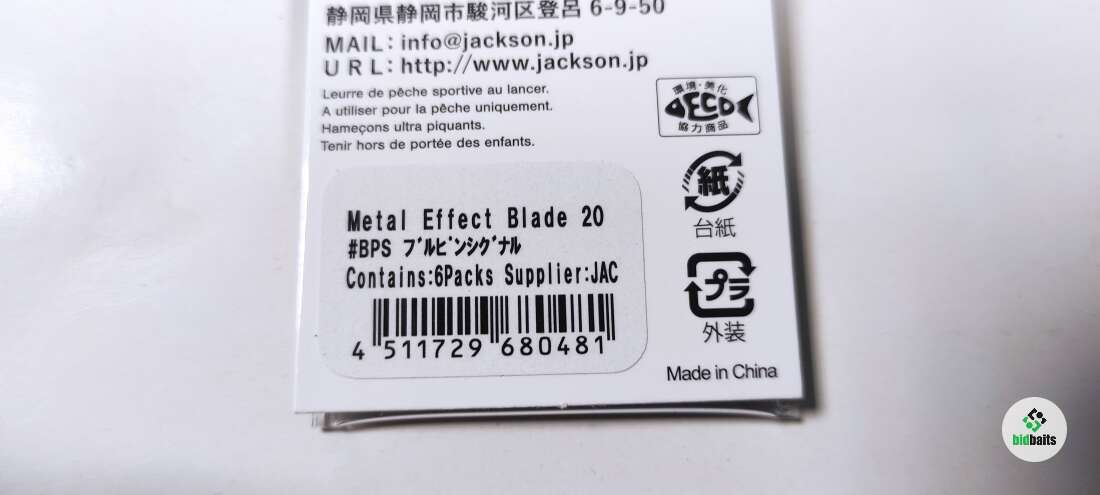 静岡県静岡市駿河区登呂 6-9-50
MAIL: info@jackson.jp
URL: http://www.jackson.jp
Leurre de pêche sportive au lancer.
A utiliser pour la pêche uniquement.
Hameçons ultra piquants.
Tenir hors de portée des enfants.
環境・美化
ECO
協力商品
紙
台紙
プラ
外装
Metal Effect Blade 20
#BPS ﾌﾞﾙﾋﾟﾝｼｸﾞﾅﾙ
Contains:6Packs Supplier:JAC
4 511729 680481
Made in China
bidbaits